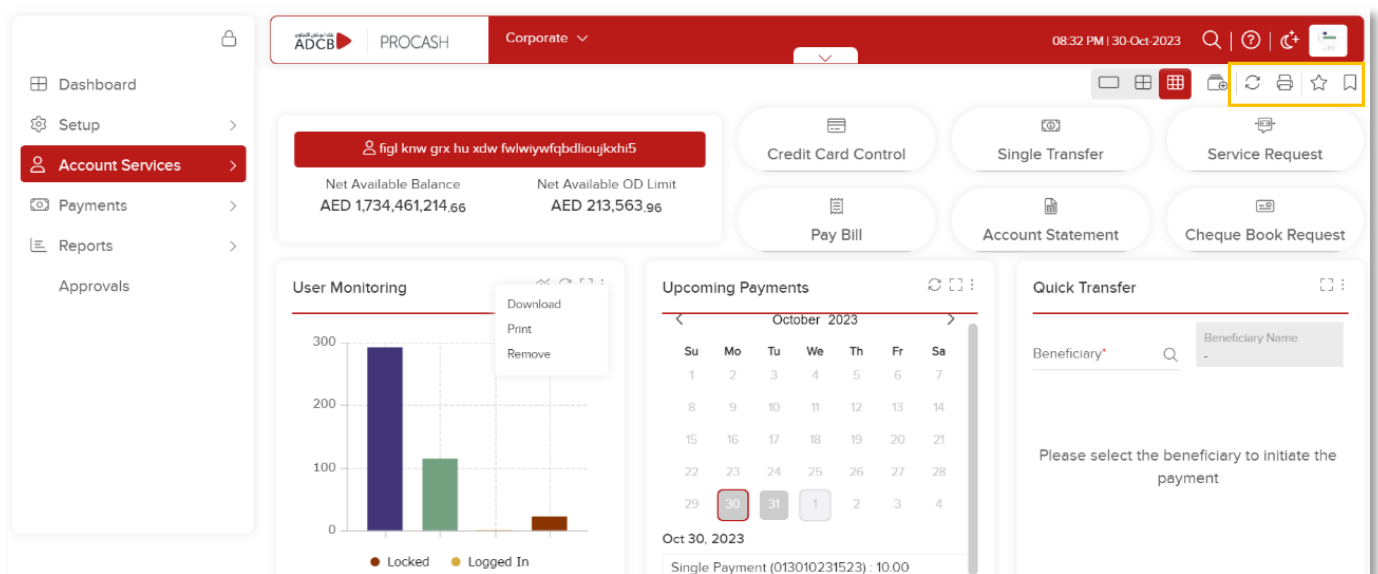 بنك أبوظبي التجاري
ADCB
PROCASH
Corporate
08:32 PM | 30-Oct-2023
Dashboard
Setup
Account Services
Payments
Reports
Approvals
figl knw grx hu xdw fwlwiywfqbdlioujkxhi5
Net Available Balance
Net Available OD Limit
AED 1,734,461,214.66
AED 213,563.96
Credit Card Control
Single Transfer
Service Request
Pay Bill
Account Statement
Cheque Book Request
User Monitoring
Download
Print
Remove
300
200
100
0
Locked
Logged In
Upcoming Payments
October 2023
Su Mo Tu We Th Fr Sa
1 2 3 4 5 6 7
8 9 10 11 12 13 14
15 16 17 18 19 20 21
22 23 24 25 26 27 28
29 30 31 1 2 3 4
Oct 30, 2023
Single Payment (013010231523) : 10.00
Quick Transfer
Beneficiary*
Beneficiary Name
-
Please select the beneficiary to initiate the
payment